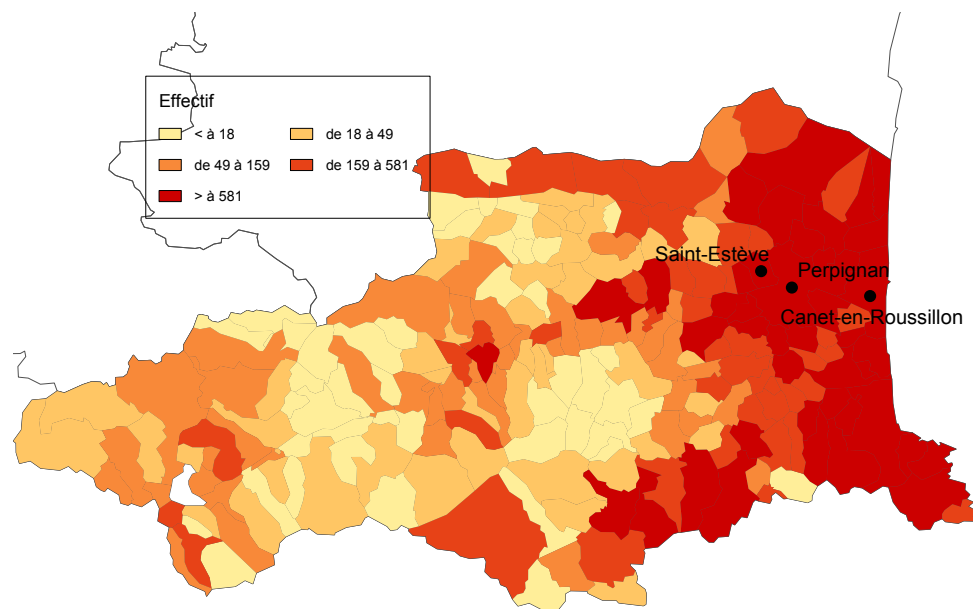 Effectif
< à 18
de 18 à 49
de 49 à 159
de 159 à 581
> à 581
Saint-Estève
Perpignan
Canet-en-Roussillon